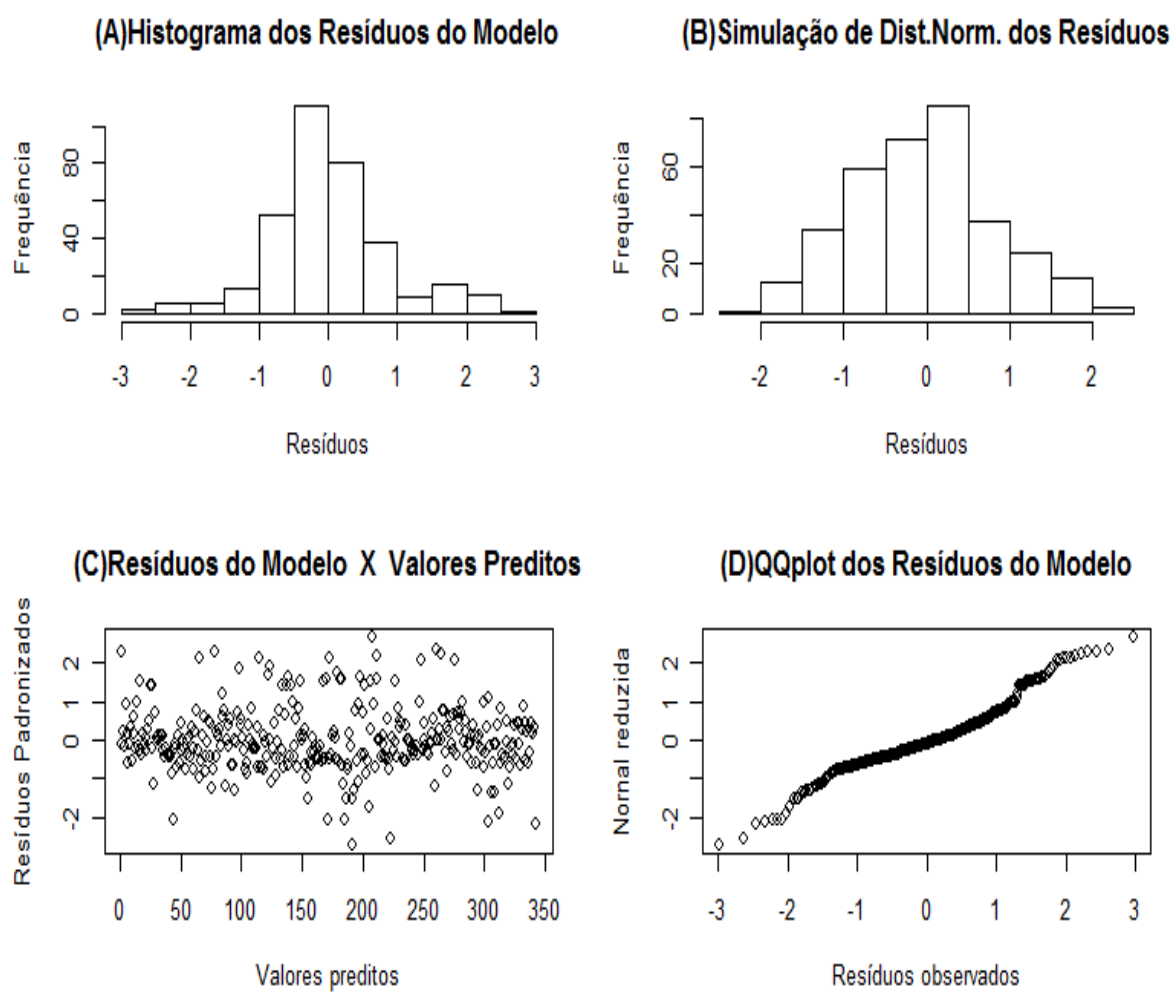 (A)Histograma dos Resíduos do Modelo
Frequência
0 40 80
-3 -2 -1 0 1 2 3
Resíduos
(B)Simulação de Dist.Norm. dos Resíduos
Frequência
0 20 60
-2 -1 0 1 2
Resíduos
(C)Resíduos do Modelo X Valores Preditos
Resíduos Padronizados
-2 0 1 2
0 50 100 150 200 250 300 350
Valores preditos
(D)QQplot dos Resíduos do Modelo
Nornal reduzida
-2 0 1 2
-3 -2 -1 0 1 2 3
Resíduos observados